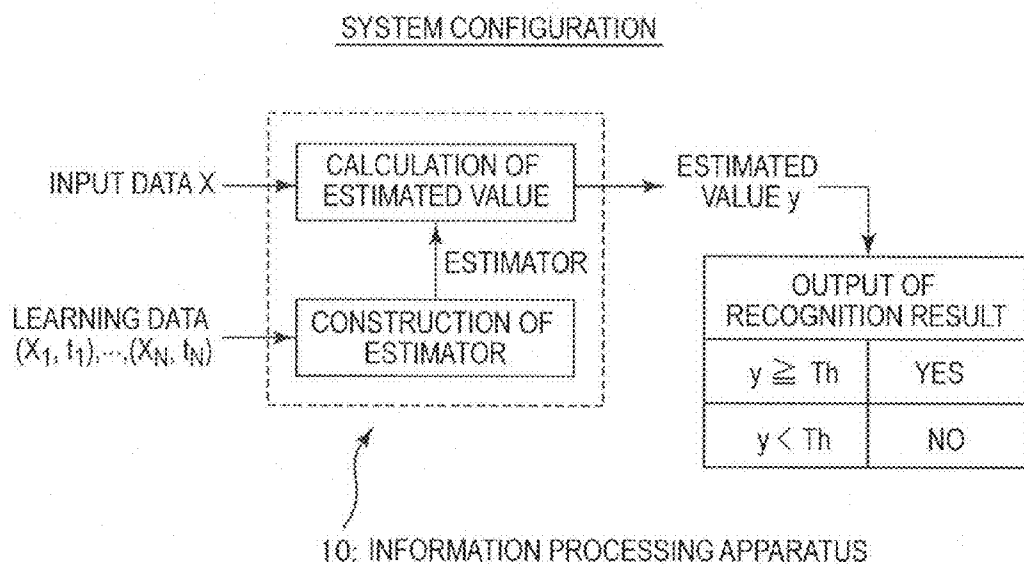 SYSTEM CONFIGURATION
INPUT DATA X
CALCULATION OF
ESTIMATED VALUE
ESTIMATED
VALUE y
ESTIMATOR
LEARNING DATA
(X1, t1),···,(XN, tN)
CONSTRUCTION OF
ESTIMATOR
OUTPUT OF
RECOGNITION RESULT
y ≧ Th YES
y < Th NO
10: INFORMATION PROCESSING APPARATUS